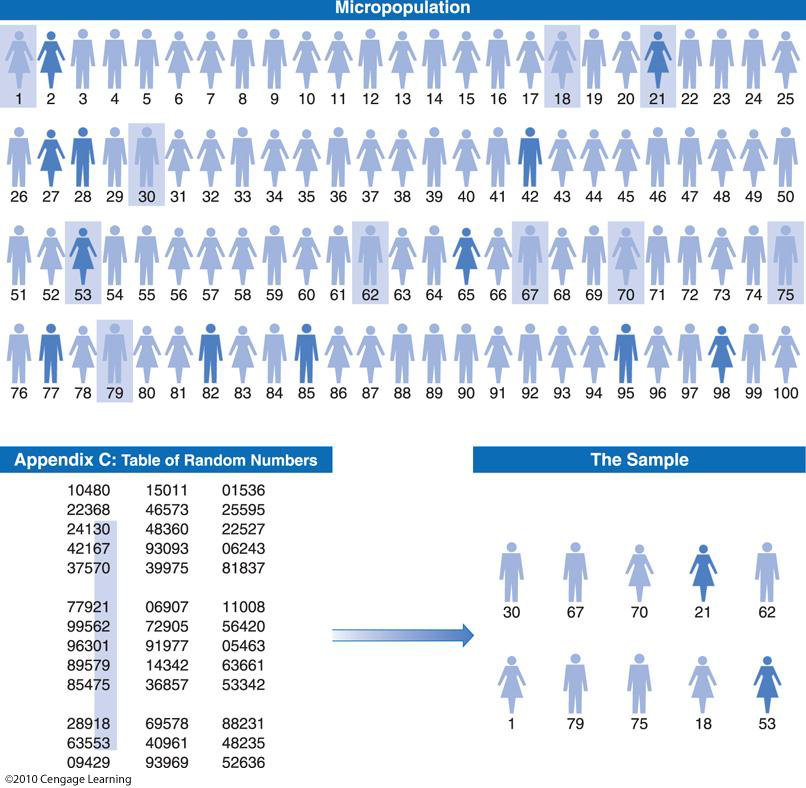 Micropopulation
1 2 3 4 5 6 7 8 9 10 11 12 13 14 15 16 17 18 19 20 21 22 23 24 25
26 27 28 29 30 31 32 33 34 35 36 37 38 39 40 41 42 43 44 45 46 47 48 49 50
51 52 53 54 55 56 57 58 59 60 61 62 63 64 65 66 67 68 69 70 71 72 73 74 75
76 77 78 79 80 81 82 83 84 85 86 87 88 89 90 91 92 93 94 95 96 97 98 99 100
Appendix C: Table of Random Numbers
10480 15011 01536
22368 46573 25595
24130 48360 22527
42167 93093 06243
37570 39975 81837
77921 06907 11008
99562 72905 56420
96301 91977 05463
89579 14342 63661
85475 36857 53342
28918 69578 88231
63553 40961 48235
09429 93969 52636
The Sample
30 67 70 21 62
1 79 75 18 53
©2010 Cengage Learning